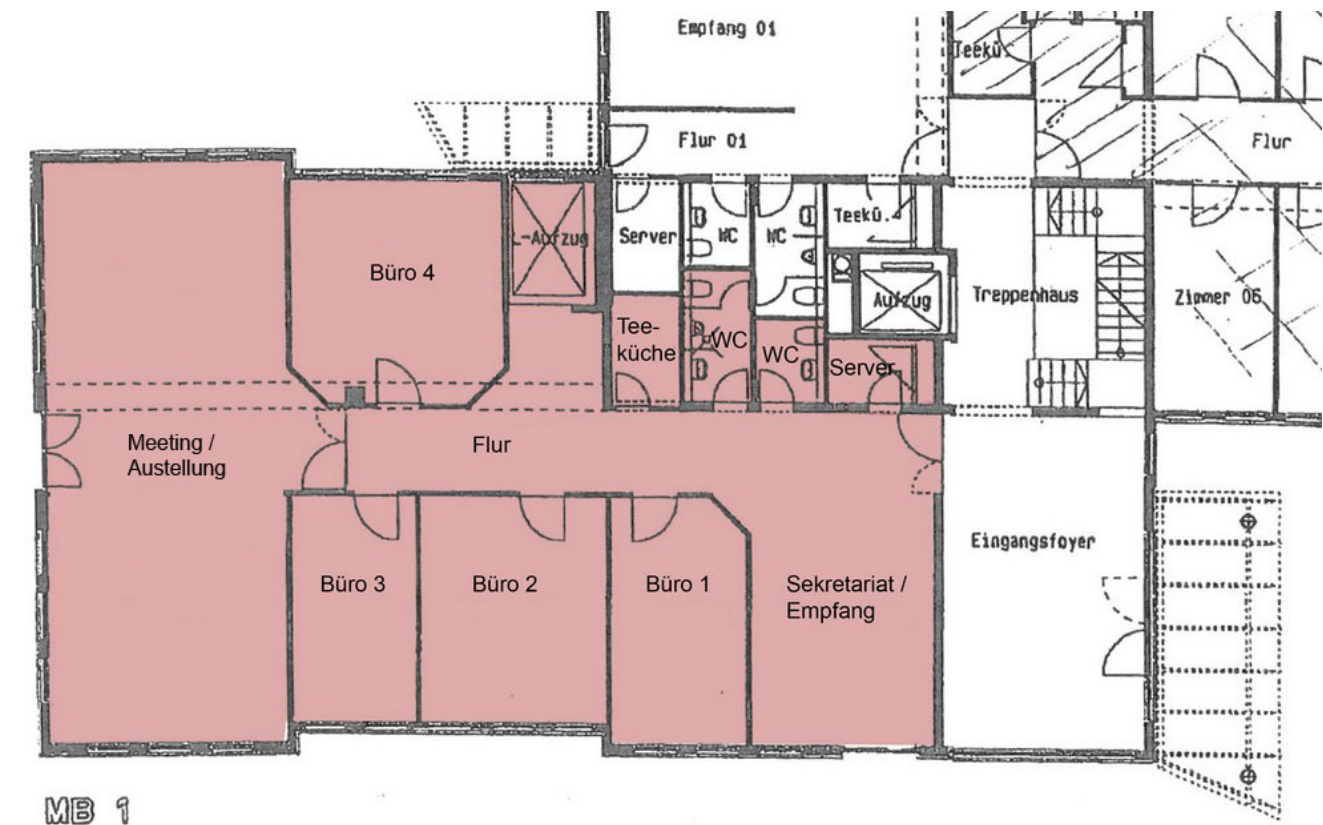 Empfang 01
Teekü.
Flur 01
Flur
Server
WC
WC
Teekü.
L-Aufzug
Büro 4
Aufzug
Treppenhaus
Zimmer 06
Tee-
küche
WC
WC
Server
Meeting /
Austellung
Flur
Eingangsfoyer
Büro 3
Büro 2
Büro 1
Sekretariat /
Empfang
MB 1